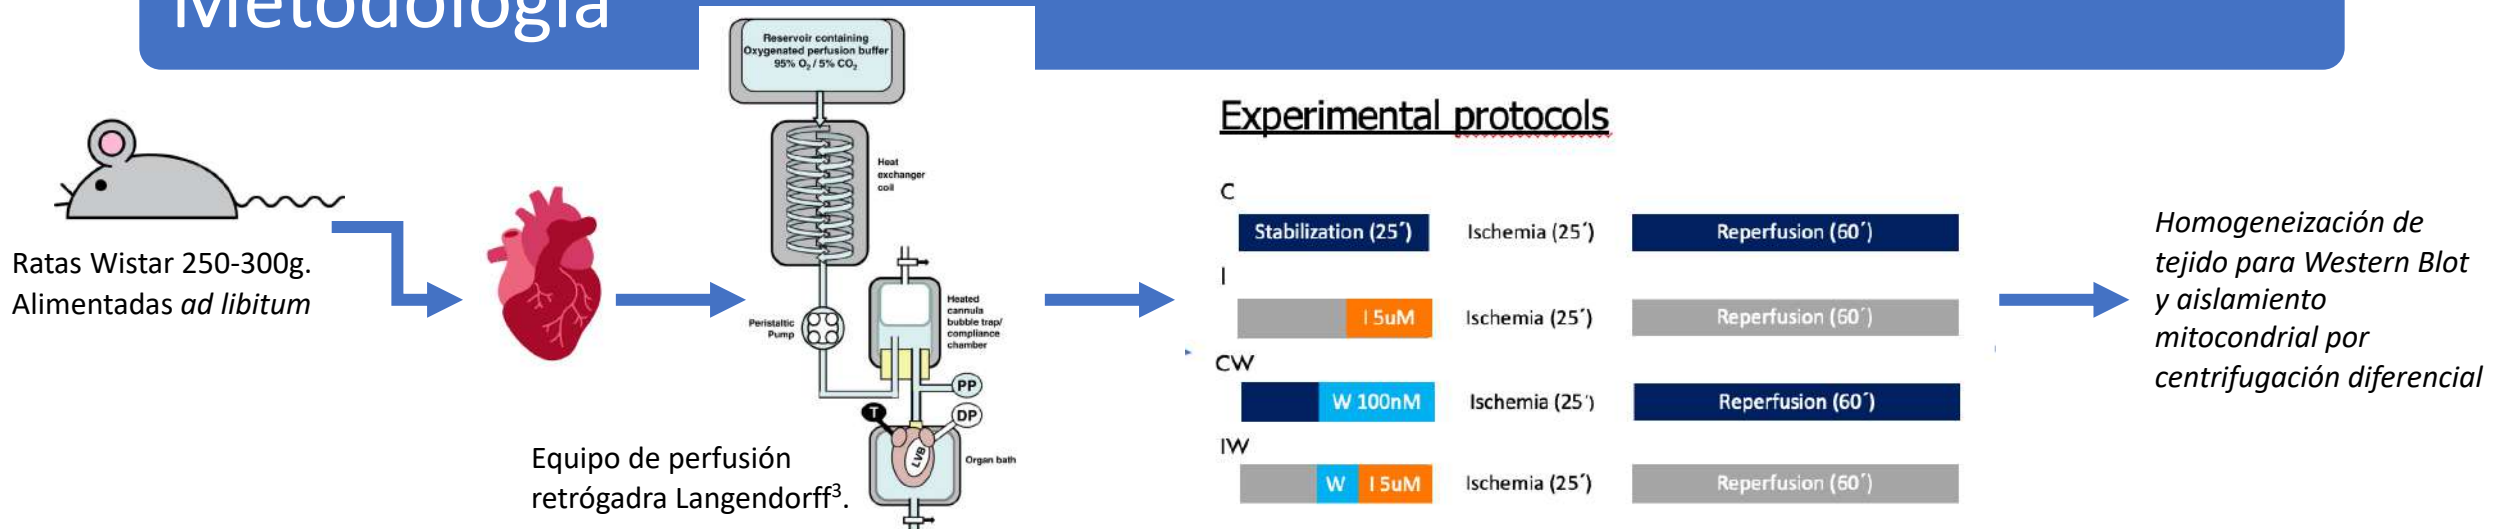 Metodología
Ratas Wistar 250-300g.
Alimentadas ad libitum
Reservoir containing
Oxygenated perfusion buffer
95% O₂ / 5% CO₂
Heat
exchanger
coil
Peristaltic
Pump
Heated
cannula
bubble trap/
compliance
chamber
PP
DP
T
LVB
Organ bath
Equipo de perfusión
retrógadra Langendorff³.
Experimental protocols
C
Stabilization (25´) Ischemia (25´) Reperfusion (60´)
I
I 5uM Ischemia (25´) Reperfusion (60´)
CW
W 100nM Ischemia (25´) Reperfusion (60´)
IW
W I 5uM Ischemia (25´) Reperfusion (60´)
Homogeneización de
tejido para Western Blot
y aislamiento
mitocondrial por
centrifugación diferencial